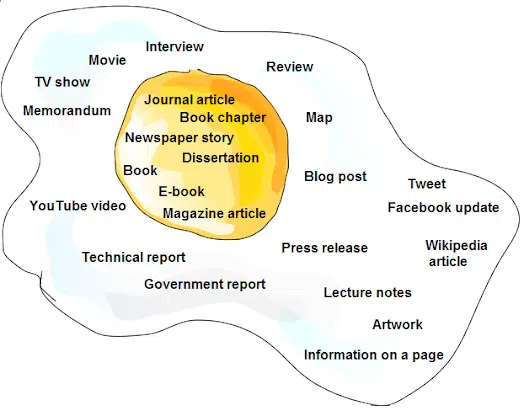 Interview
Movie
Review
TV show
Memorandum
Journal article
Book chapter
Map
Newspaper story
Dissertation
Book
Blog post
Tweet
E-book
YouTube video
Magazine article
Facebook update
Press release
Wikipedia
article
Technical report
Government report
Lecture notes
Artwork
Information on a page